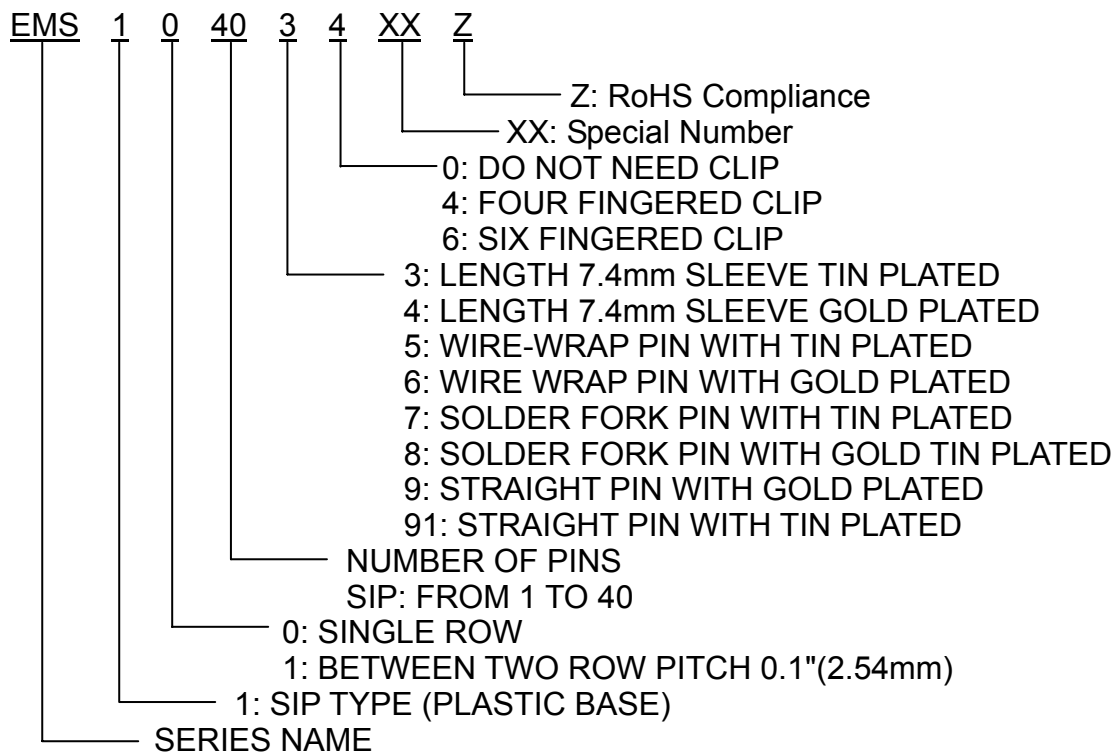 EMS 1 0 40 3 4 XX Z
Z: RoHS Compliance
XX: Special Number
0: DO NOT NEED CLIP
4: FOUR FINGERED CLIP
6: SIX FINGERED CLIP
3: LENGTH 7.4mm SLEEVE TIN PLATED
4: LENGTH 7.4mm SLEEVE GOLD PLATED
5: WIRE-WRAP PIN WITH TIN PLATED
6: WIRE WRAP PIN WITH GOLD PLATED
7: SOLDER FORK PIN WITH TIN PLATED
8: SOLDER FORK PIN WITH GOLD TIN PLATED
9: STRAIGHT PIN WITH GOLD PLATED
91: STRAIGHT PIN WITH TIN PLATED
NUMBER OF PINS
SIP: FROM 1 TO 40
0: SINGLE ROW
1: BETWEEN TWO ROW PITCH 0.1"(2.54mm)
1: SIP TYPE (PLASTIC BASE)
SERIES NAME